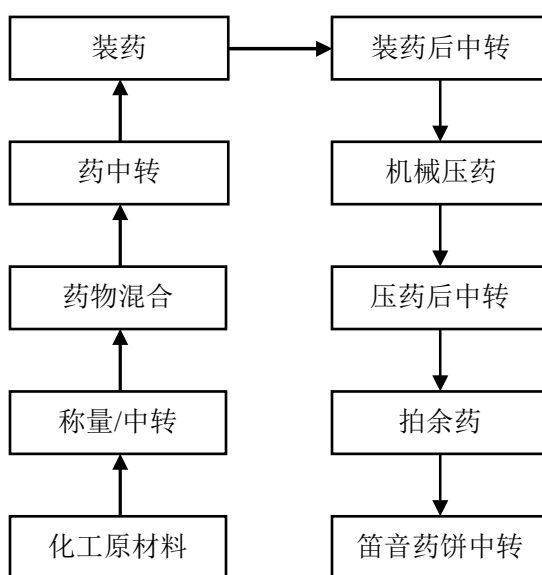 装药
装药后中转
药中转
机械压药
药物混合
压药后中转
称量/中转
拍余药
化工原材料
笛音药饼中转